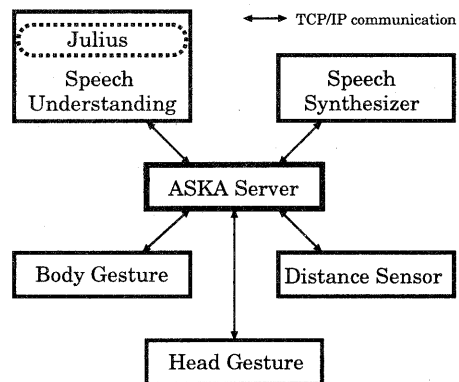 Julius
TCP/IP communication
Speech
Understanding
Speech
Synthesizer
ASKA Server
Body Gesture
Distance Sensor
Head Gesture